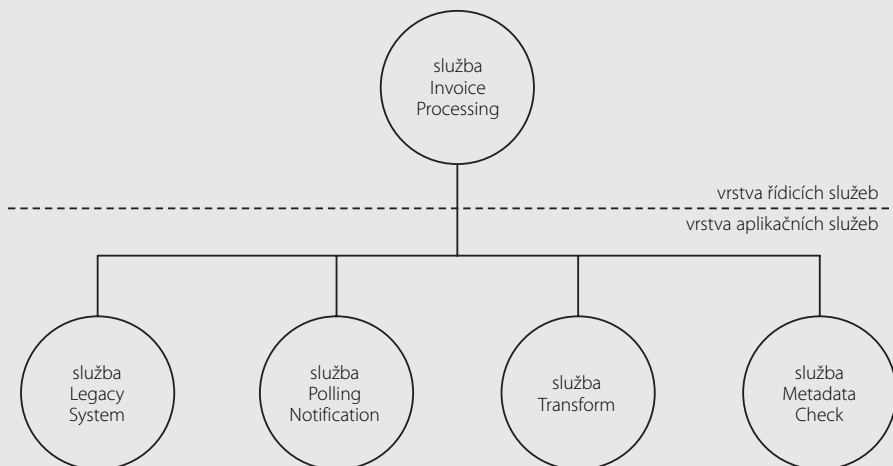 služba
Invoice
Processing
vrstva řídicích služeb
vrstva aplikačních služeb
služba
Legacy
System
služba
Polling
Notification
služba
Transform
služba
Metadata
Check